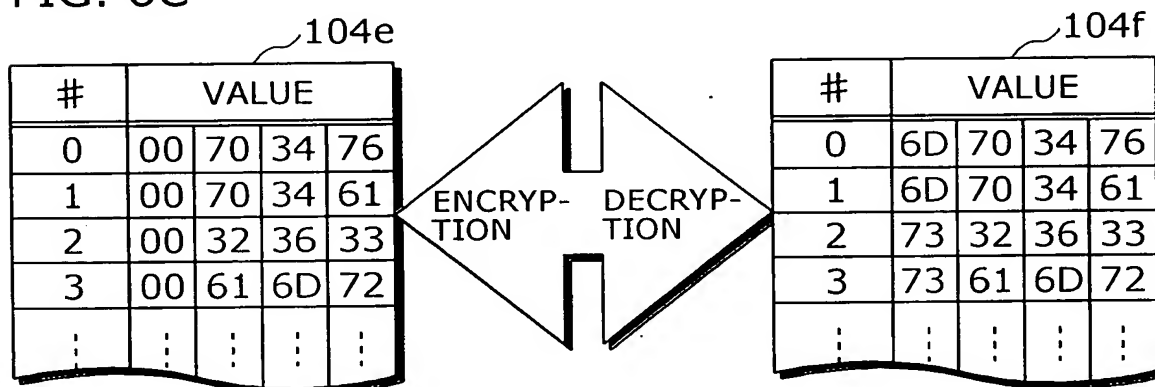 FIG. 6C
104e
# VALUE
0 00 70 34 76
1 00 70 34 61
2 00 32 36 33
3 00 61 6D 72
ENCRYP-
TION
DECRYP-
TION
104f
# VALUE
0 6D 70 34 76
1 6D 70 34 61
2 73 32 36 33
3 73 61 6D 72